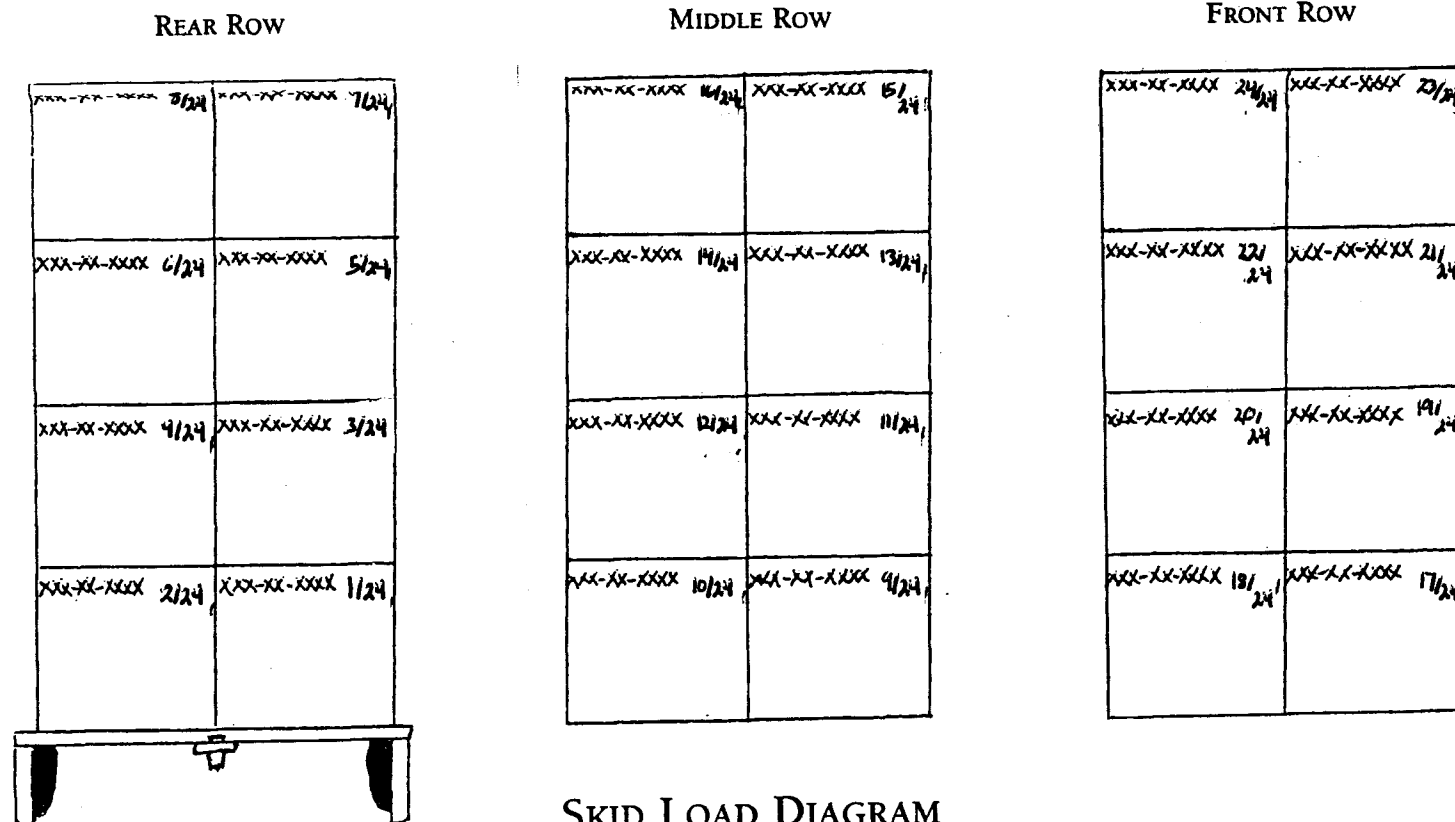 REAR ROW
MIDDLE ROW
FRONT ROW
xxx-xx-xxxx 8/24 xxx-xx-xxxx 7/24
xxx-xx-xxxx 6/24 xxx-xx-xxxx 5/24
xxx-xx-xxxx 4/24 xxx-xx-xxxx 3/24
xxx-xx-xxxx 2/24 xxx-xx-xxxx 1/24
xxx-xx-xxxx 16/24 xxx-xx-xxxx 15/24
xxx-xx-xxxx 14/24 xxx-xx-xxxx 13/24
xxx-xx-xxxx 12/24 xxx-xx-xxxx 11/24
xxx-xx-xxxx 10/24 xxx-xx-xxxx 9/24
xxx-xx-xxxx 24/24 xxx-xx-xxxx 23/24
xxx-xx-xxxx 22/24 xxx-xx-xxxx 21/24
xxx-xx-xxxx 20/24 xxx-xx-xxxx 19/24
xxx-xx-xxxx 18/24 xxx-xx-xxxx 17/24
SKID LOAD DIAGRAM